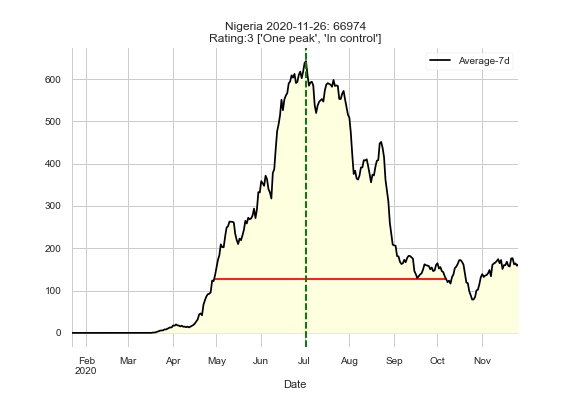 Nigeria 2020-11-26: 66974
Rating:3 ['One peak', 'In control']
Average-7d
600
500
400
300
200
100
0
Feb Mar Apr May Jun Jul Aug Sep Oct Nov
2020
Date